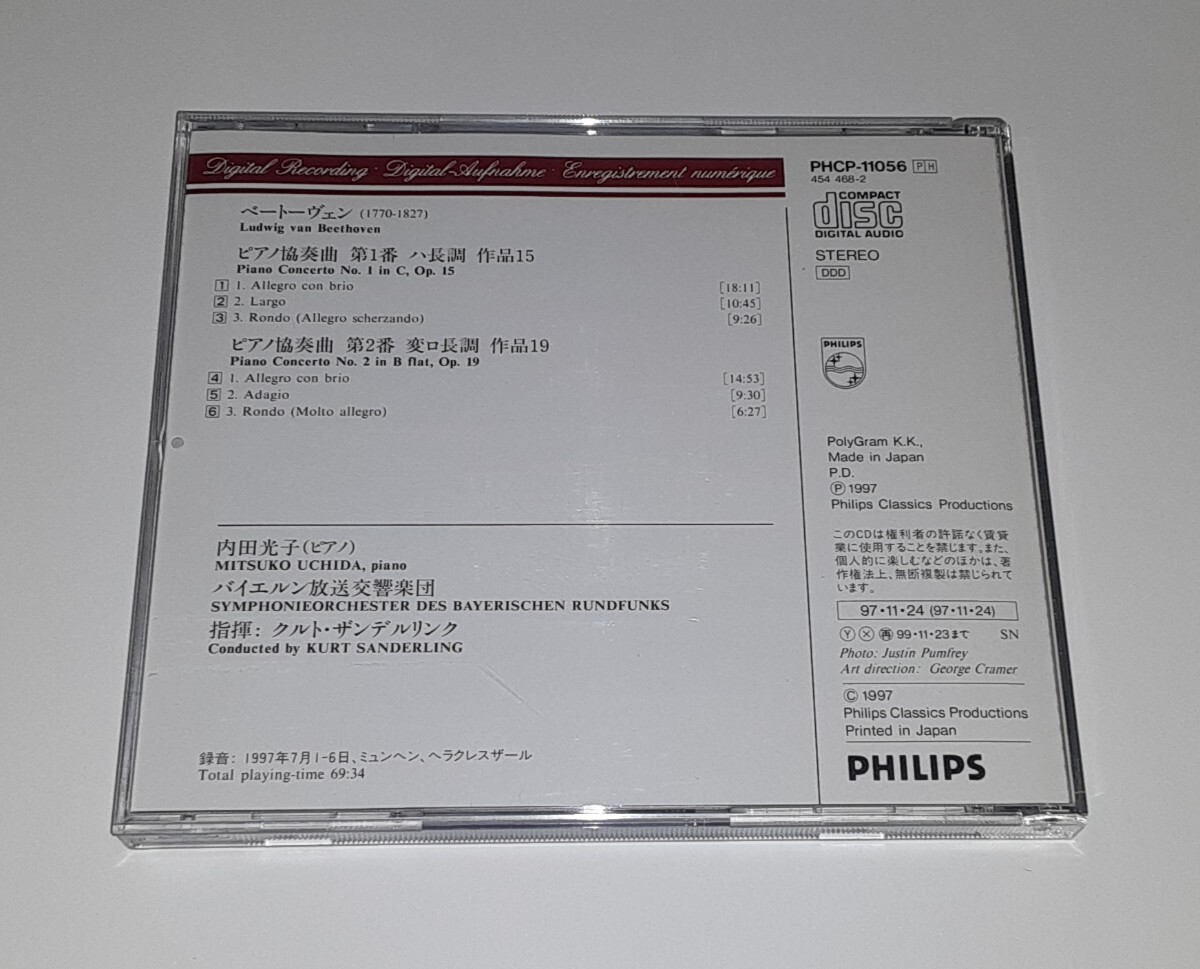 Digital Recording · Digital-Aufnahme · Enregistrement numérique
ベートーヴェン (1770-1827)
Ludwig van Beethoven
ピアノ協奏曲 第1番 ハ長調 作品15
Piano Concerto No. 1 in C, Op. 15
1 1. Allegro con brio [18:11]
2 2. Largo [10:45]
3 3. Rondo (Allegro scherzando) [9:26]
ピアノ協奏曲 第2番 変ロ長調 作品19
Piano Concerto No. 2 in B flat, Op. 19
4 1. Allegro con brio [14:53]
5 2. Adagio [9:30]
6 3. Rondo (Molto allegro) [6:27]
内田光子(ピアノ)
MITSUKO UCHIDA, piano
バイエルン放送交響楽団
SYMPHONIEORCHESTER DES BAYERISCHEN RUNDFUNKS
指揮: クルト・ザンデルリンク
Conducted by KURT SANDERLING
録音: 1997年7月1-6日、ミュンヘン、ヘラクレスザール
Total playing-time 69:34
PHCP-11056 PH
454 468-2
COMPACT
disc
DIGITAL AUDIO
STEREO
DDD
PHILIPS
PolyGram K.K.,
Made in Japan
P.D.
Ⓟ 1997
Philips Classics Productions
このCDは権利者の許諾なく賃貸
業に使用することを禁じます。また、
個人的に楽しむなどのほかは、著
作権法上、無断複製は禁じられて
います。
97・11・24 (97・11・24)
Ⓨ Ⓧ 再 99・11・23まで SN
Photo: Justin Pumfrey
Art direction: George Cramer
© 1997
Philips Classics Productions
Printed in Japan
PHILIPS